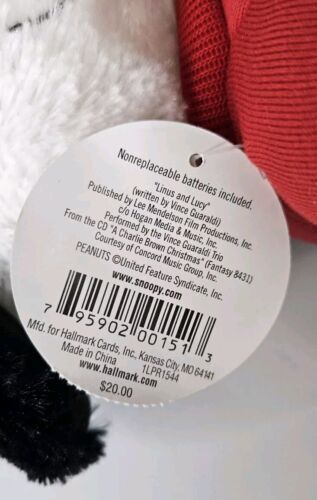 Nonreplaceable batteries included.
"Linus and Lucy"
(written by Vince Guaraldi)
Published by Lee Mendelson Film Productions, Inc.
c/o Hogan Media & Music, Inc.
Performed by the Vince Guaraldi Trio
From the CD "A Charlie Brown Christmas" (Fantasy 8431)
Courtesy of Concord Music Group, Inc.
PEANUTS ©United Feature Syndicate, Inc.
www.snoopy.com
7 95902 00151 3
Mfd. for Hallmark Cards, Inc. Kansas City, MO 64141
Made in China 1LPR1544
www.hallmark.com
$20.00